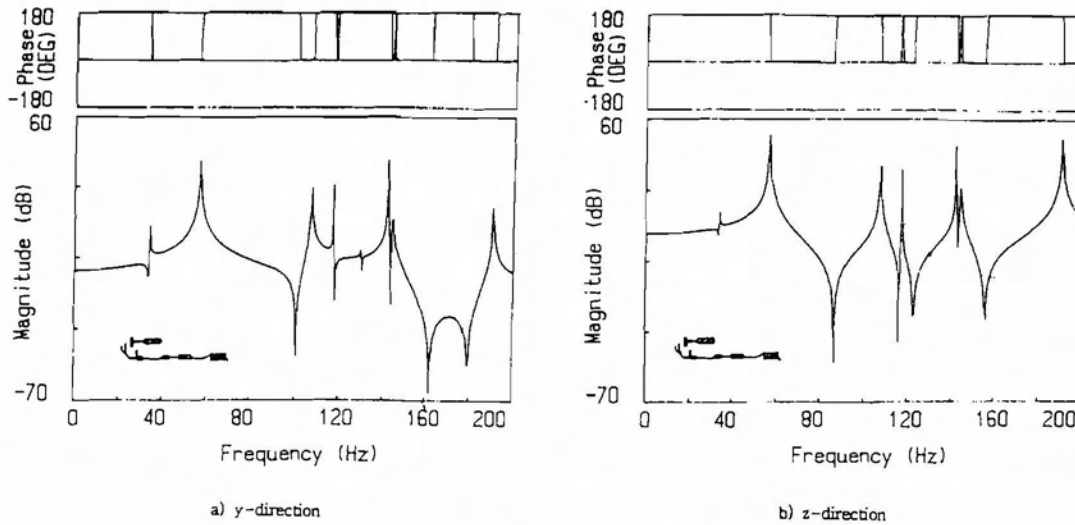 180
Phase
(DEG)
-180
60
Magnitude (dB)
-70
0 40 80 120 160 200
Frequency (Hz)
a) y-direction
180
Phase
(DEG)
-180
60
Magnitude (dB)
-70
0 40 80 120 160 200
Frequency (Hz)
b) z-direction